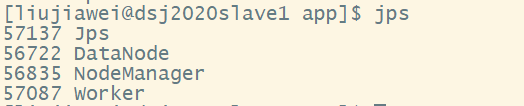 [liujiawei@dsj2020slave1 app]$ jps
57137 Jps
56722 DataNode
56835 NodeManager
57087 Worker